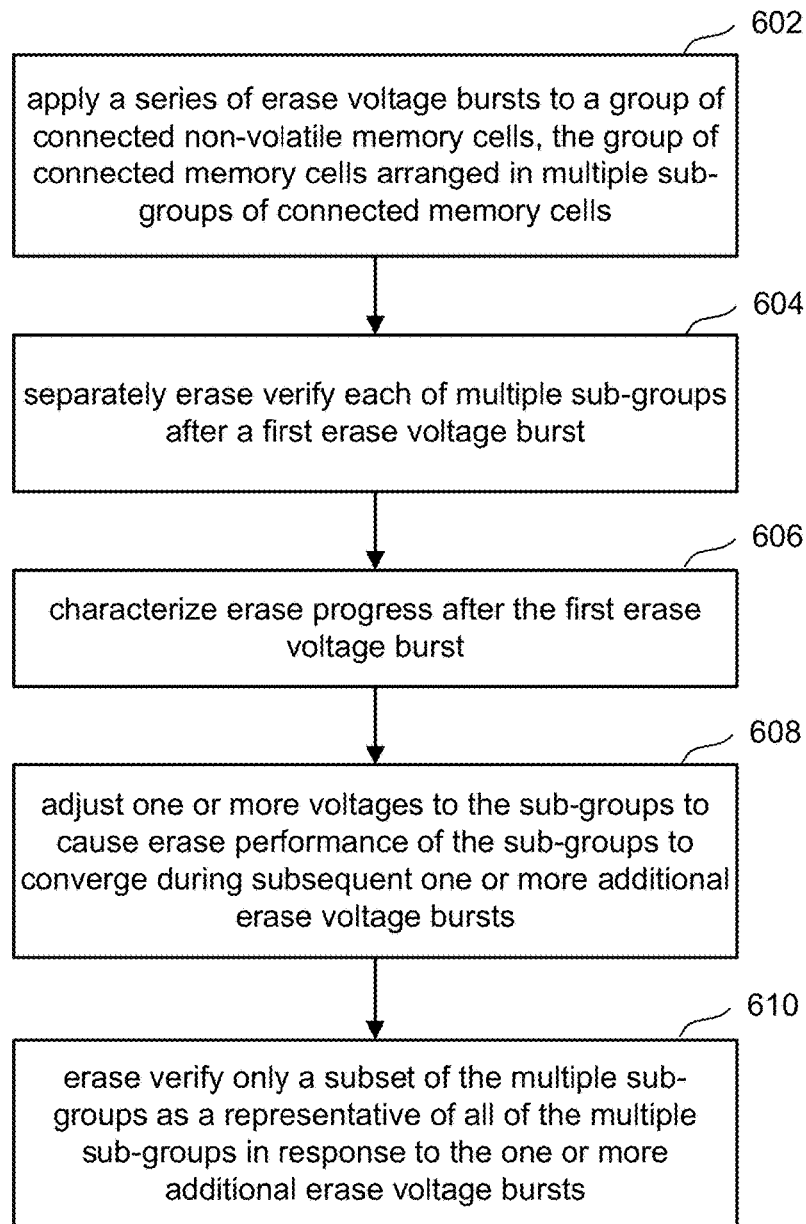 602
apply a series of erase voltage bursts to a group of
connected non-volatile memory cells, the group of
connected memory cells arranged in multiple sub-
groups of connected memory cells
604
separately erase verify each of multiple sub-groups
after a first erase voltage burst
606
characterize erase progress after the first erase
voltage burst
608
adjust one or more voltages to the sub-groups to
cause erase performance of the sub-groups to
converge during subsequent one or more additional
erase voltage bursts
610
erase verify only a subset of the multiple sub-
groups as a representative of all of the multiple
sub-groups in response to the one or more
additional erase voltage bursts